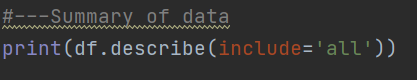 #---Summary of data
print(df.describe(include='all'))